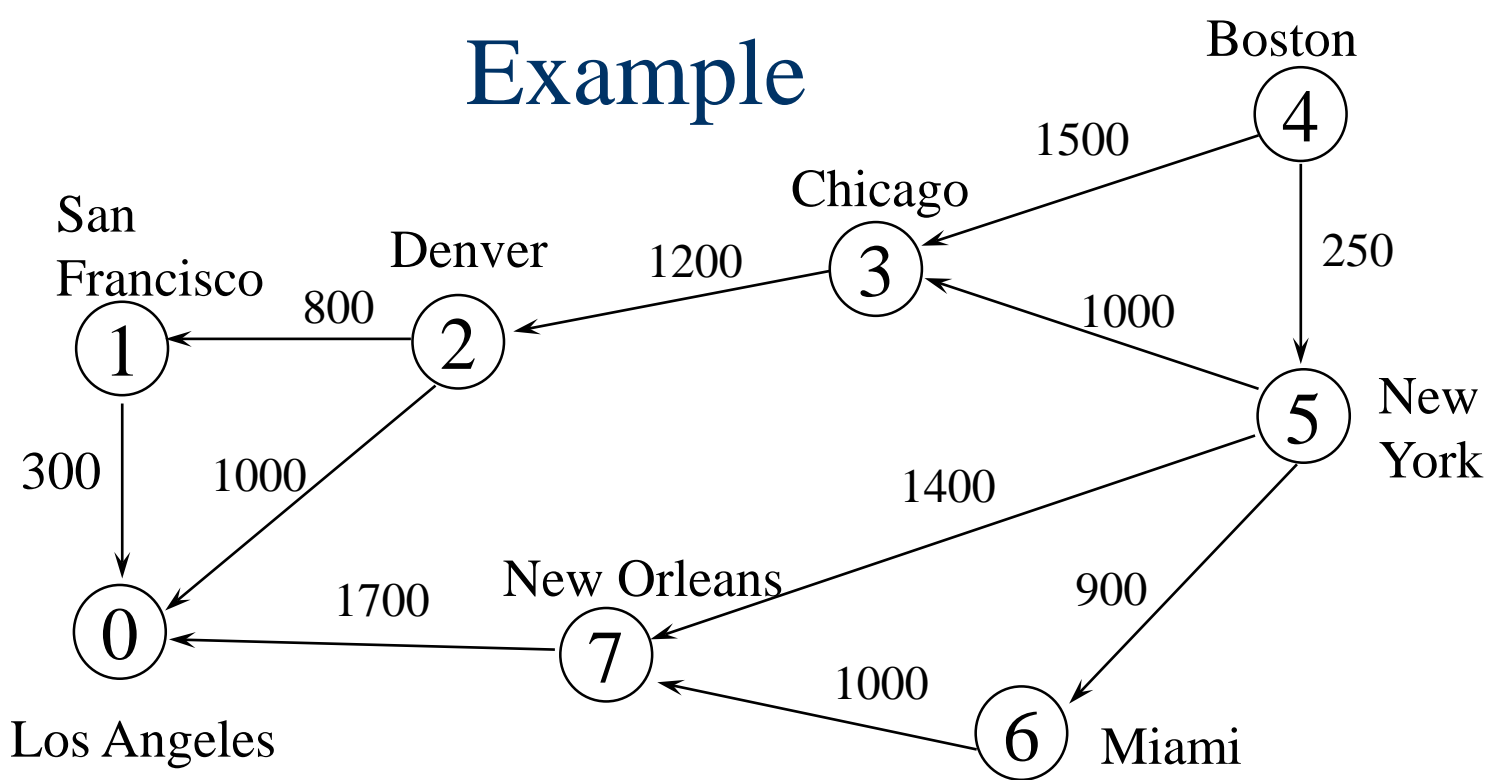 Example
Boston
4
1500
Chicago
San
Francisco
Denver
1200
3
250
800
1000
1
2
New
York
5
300
1000
1400
New Orleans
1700
900
0
7
1000
6
Los Angeles
Miami